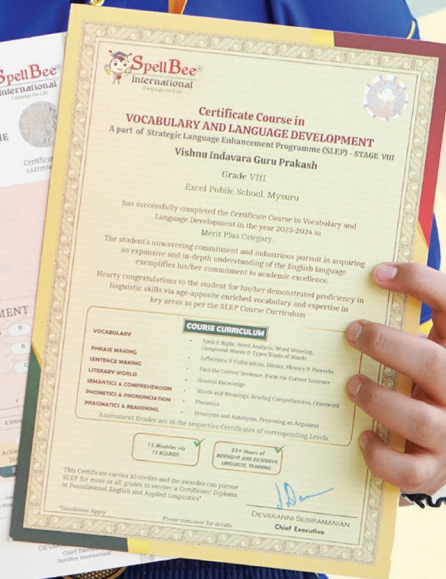 SpellBee
International
SpellBee
International
Language for Life
Certificate Course in
VOCABULARY AND LANGUAGE DEVELOPMENT
A part of Strategic Language Enhancement Programme (SLEP) - STAGE VIII
Vishnu Indavara Guru Prakash
Grade VIII
Excel Public School, Mysuru
has successfully completed the Certificate Course in Vocabulary and
Language Development in the year 2023-2024 in
Merit Plus Category.
The student's unwavering commitment and industrious pursuit in acquiring
an expansive and in-depth understanding of the English language
exemplifies his/her commitment to academic excellence.
Hearty congratulations to the student for his/her demonstrated proficiency in
linguistic skills via age-apposite enriched vocabulary and expertise in
key areas as per the SLEP Course Curriculum
COURSE CURRICULUM
VOCABULARY • Spell It Right, Word Analysis, Word Weaving,
Compound Words & Types/Kinds of Words
PHRASE MAKING • Collocations, Idioms, Phrases & Proverbs
SENTENCE MAKING • Find the Correct Sentence, Form the Correct Sentence
LITERARY WORLD • General Knowledge
SEMANTICS & COMPREHENSION • Words and Meanings, Reading Comprehension, Crossword
PHONETICS & PRONUNCIATION • Phonetics
PRAGMATICS & REASONING • Synonyms and Antonyms, Presenting an Argument
Assessment Grades are in the respective Certificates of corresponding Levels.
15 Modules via
15 ROUNDS
25+ Hours of
INTENSIVE AND EXTENSIVE
LINGUISTIC TRAINING
This Certificate carries 10 credits and the awardee can pursue
SLEP for more or all grades to receive a Certificate/ Diploma
in Foundational English and Applied Linguistics*
*Conditions Apply
Please turn over for details
DEVAKANNI SUBRAMANIAN
Chief Executive
MENT
Chief Exec
SpellBee International